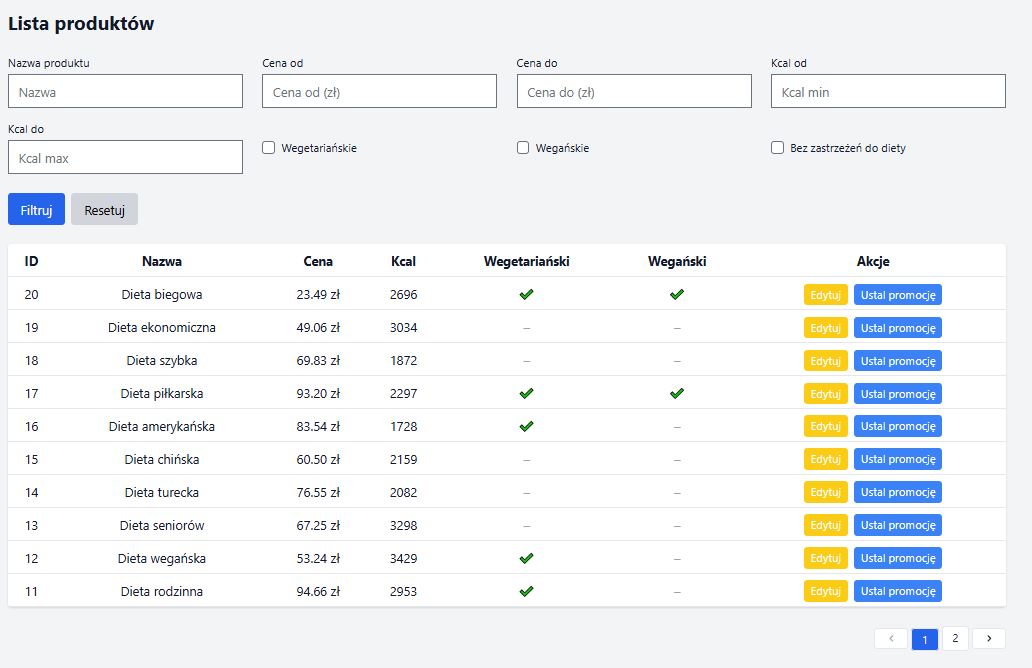 Lista produktów
Nazwa produktu Cena od Cena do Kcal od
Nazwa Cena od (zł) Cena do (zł) Kcal min
Kcal do
Kcal max Wegetariańskie Wegańskie Bez zastrzeżeń do diety
Filtruj Resetuj
ID Nazwa Cena Kcal Wegetariański Wegański Akcje
20 Dieta biegowa 23.49 zł 2696 ✔ ✔ Edytuj Ustal promocję
19 Dieta ekonomiczna 49.06 zł 3034 – – Edytuj Ustal promocję
18 Dieta szybka 69.83 zł 1872 – – Edytuj Ustal promocję
17 Dieta piłkarska 93.20 zł 2297 ✔ ✔ Edytuj Ustal promocję
16 Dieta amerykańska 83.54 zł 1728 ✔ – Edytuj Ustal promocję
15 Dieta chińska 60.50 zł 2159 – – Edytuj Ustal promocję
14 Dieta turecka 76.55 zł 2082 – – Edytuj Ustal promocję
13 Dieta seniorów 67.25 zł 3298 – – Edytuj Ustal promocję
12 Dieta wegańska 53.24 zł 3429 ✔ – Edytuj Ustal promocję
11 Dieta rodzinna 94.66 zł 2953 ✔ – Edytuj Ustal promocję
‹ 1 2 ›